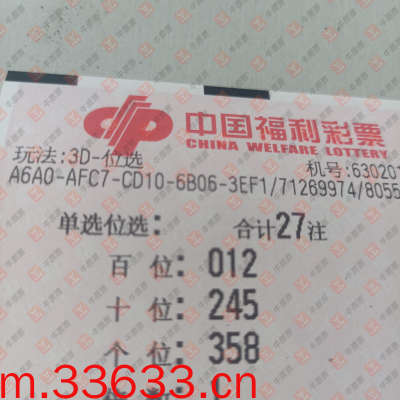 中国福利彩票
CHINA WELFARE LOTTERY
玩法:3D-位选 机号:630201
A6A0-AFC7-CD10-6B06-3EF1/71269974/8055
单选位选: 合计27注
百 位: 012
十 位: 245
个 位: 358
m.33633.cn